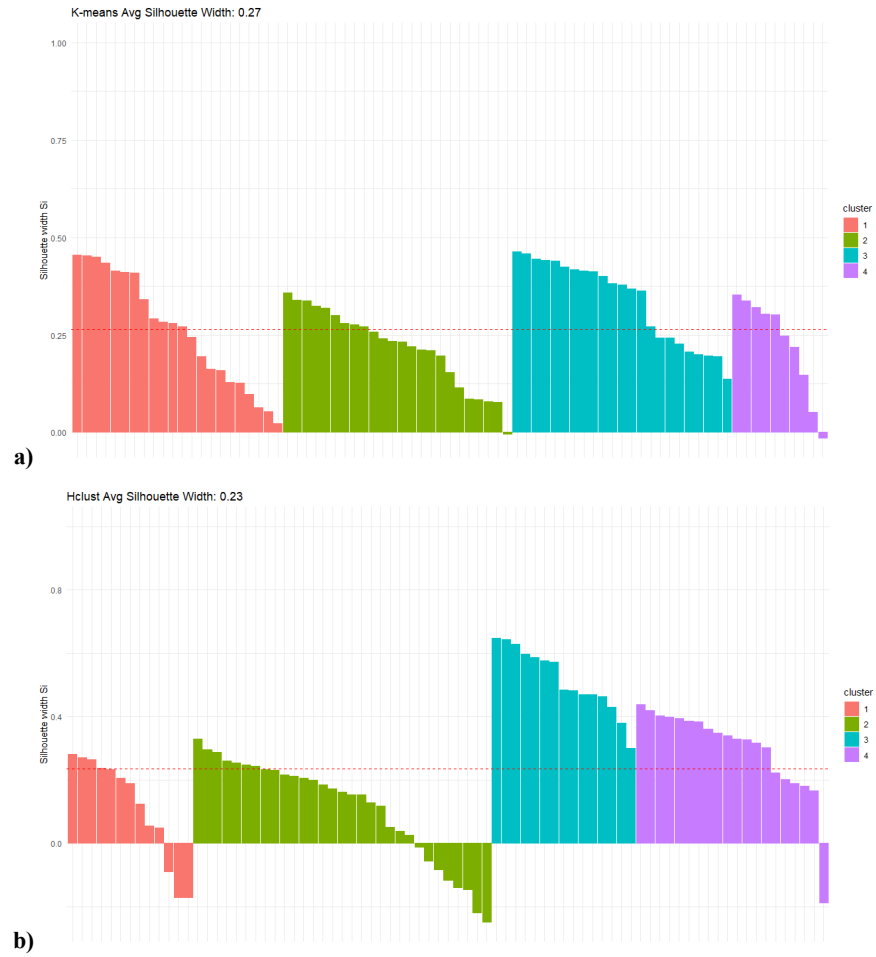 K-means Avg Silhouette Width: 0.27
1.00
0.75
0.50
0.25
0.00
Silhouette width Si
cluster
1
2
3
4
a)
Hclust Avg Silhouette Width: 0.23
0.8
0.4
0.0
Silhouette width Si
cluster
1
2
3
4
b)